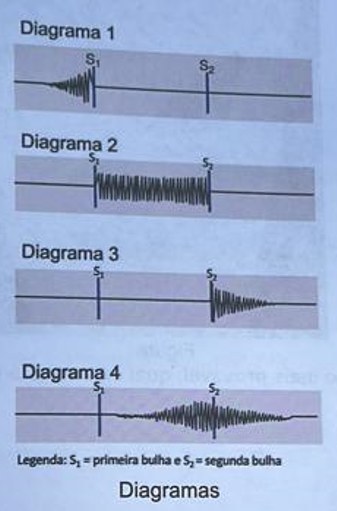 Diagrama 1
S₁ S₂
Diagrama 2
S₁ S₂
Diagrama 3
S₁ S₂
Diagrama 4
S₁ S₂
Legenda: S₁ = primeira bulha e S₂ = segunda bulha
Diagramas